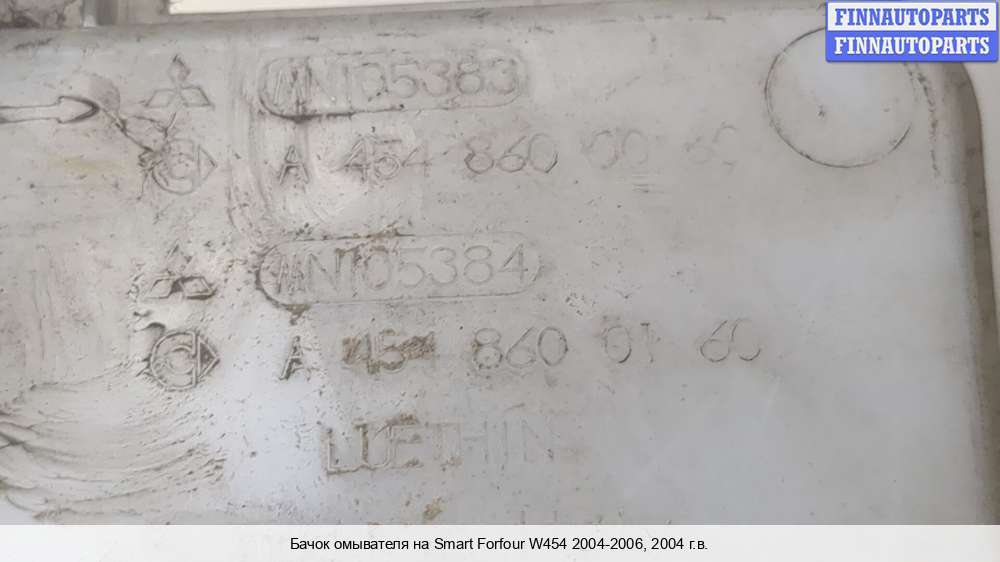 FINNAUTOPARTS
FINNAUTOPARTS
MN105383
A 454 860 00 60
MN105384
A 454 860 01 60
Бачок омывателя на Smart Forfour W454 2004-2006, 2004 г.в.